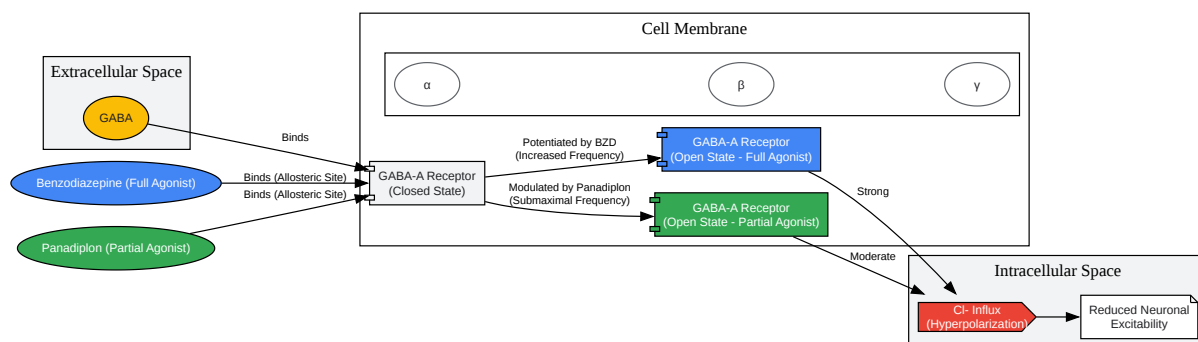 Cell Membrane
α
β
γ
Extracellular Space
GABA
Benzodiazepine (Full Agonist)
Panadiplon (Partial Agonist)
Binds
Binds (Allosteric Site)
Binds (Allosteric Site)
GABA-A Receptor
(Closed State)
Potentiated by BZD
(Increased Frequency)
Modulated by Panadiplon
(Submaximal Frequency)
GABA-A Receptor
(Open State - Full Agonist)
GABA-A Receptor
(Open State - Partial Agonist)
Strong
Moderate
Intracellular Space
Cl- Influx
(Hyperpolarization)
Reduced Neuronal
Excitability